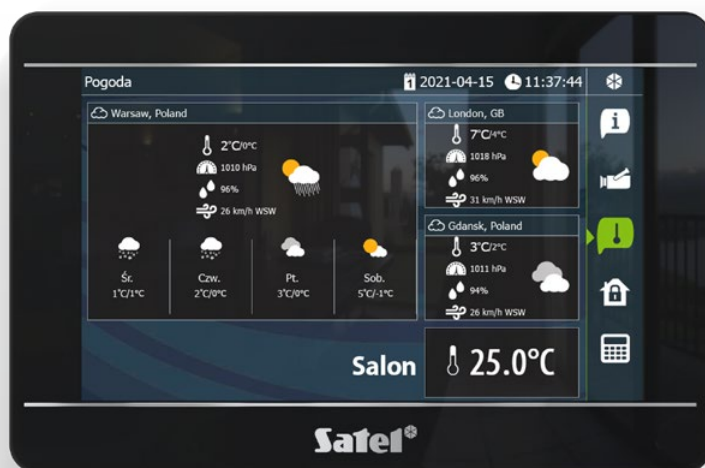 Pogoda
1 2021-04-15 11:37:44
Warsaw, Poland
2°C/0°C
1010 hPa
96%
26 km/h WSW
Śr.
1°C/1°C
Czw.
2°C/0°C
Pt.
3°C/0°C
Sob.
5°C/-1°C
London, GB
7°C/4°C
1018 hPa
96%
31 km/h WSW
Gdansk, Poland
3°C/2°C
1011 hPa
94%
26 km/h WSW
Salon 25.0°C
Satel